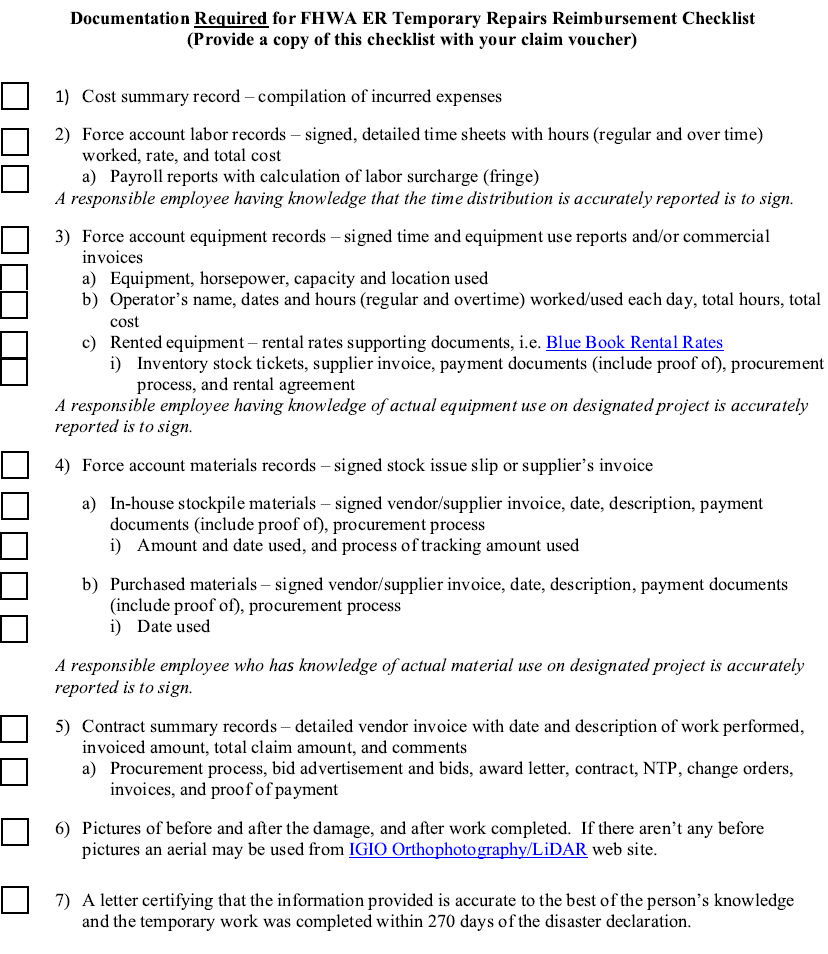 Documentation Required for FHWA ER Temporary Repairs Reimbursement Checklist
(Provide a copy of this checklist with your claim voucher)
1) Cost summary record – compilation of incurred expenses
2) Force account labor records – signed, detailed time sheets with hours (regular and over time)
worked, rate, and total cost
a) Payroll reports with calculation of labor surcharge (fringe)
A responsible employee having knowledge that the time distribution is accurately reported is to sign.
3) Force account equipment records – signed time and equipment use reports and/or commercial
invoices
a) Equipment, horsepower, capacity and location used
b) Operator’s name, dates and hours (regular and overtime) worked/used each day, total hours, total
cost
c) Rented equipment – rental rates supporting documents, i.e. Blue Book Rental Rates
i) Inventory stock tickets, supplier invoice, payment documents (include proof of), procurement
process, and rental agreement
A responsible employee having knowledge of actual equipment use on designated project is accurately
reported is to sign.
4) Force account materials records – signed stock issue slip or supplier’s invoice
a) In-house stockpile materials – signed vendor/supplier invoice, date, description, payment
documents (include proof of), procurement process
i) Amount and date used, and process of tracking amount used
b) Purchased materials – signed vendor/supplier invoice, date, description, payment documents
(include proof of), procurement process
i) Date used
A responsible employee who has knowledge of actual material use on designated project is accurately
reported is to sign.
5) Contract summary records – detailed vendor invoice with date and description of work performed,
invoiced amount, total claim amount, and comments
a) Procurement process, bid advertisement and bids, award letter, contract, NTP, change orders,
invoices, and proof of payment
6) Pictures of before and after the damage, and after work completed. If there aren’t any before
pictures an aerial may be used from IGIO Orthophotography/LiDAR web site.
7) A letter certifying that the information provided is accurate to the best of the person’s knowledge
and the temporary work was completed within 270 days of the disaster declaration.